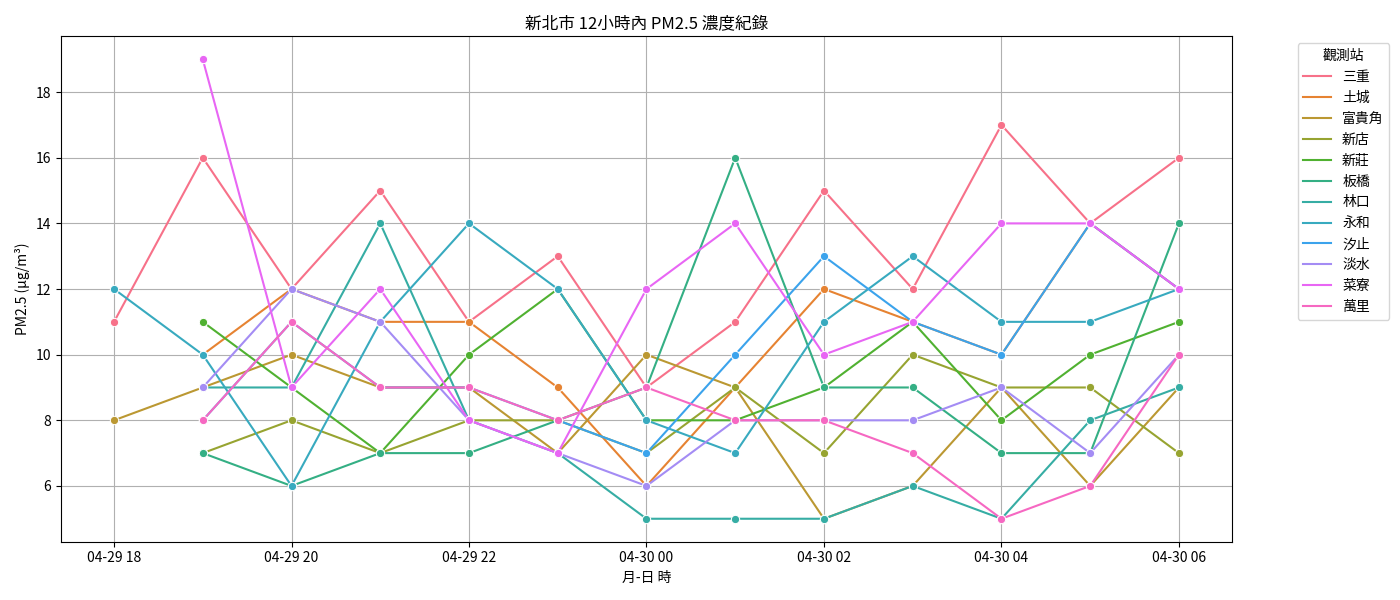 新北市 12小時內 PM2.5 濃度紀錄
PM2.5 (μg/m³)
18
16
14
12
10
8
6
04-29 18
04-29 20
04-29 22
04-30 00
04-30 02
04-30 04
04-30 06
月-日 時
觀測站
三重
土城
富貴角
新店
新莊
板橋
林口
永和
汐止
淡水
菜寮
萬里